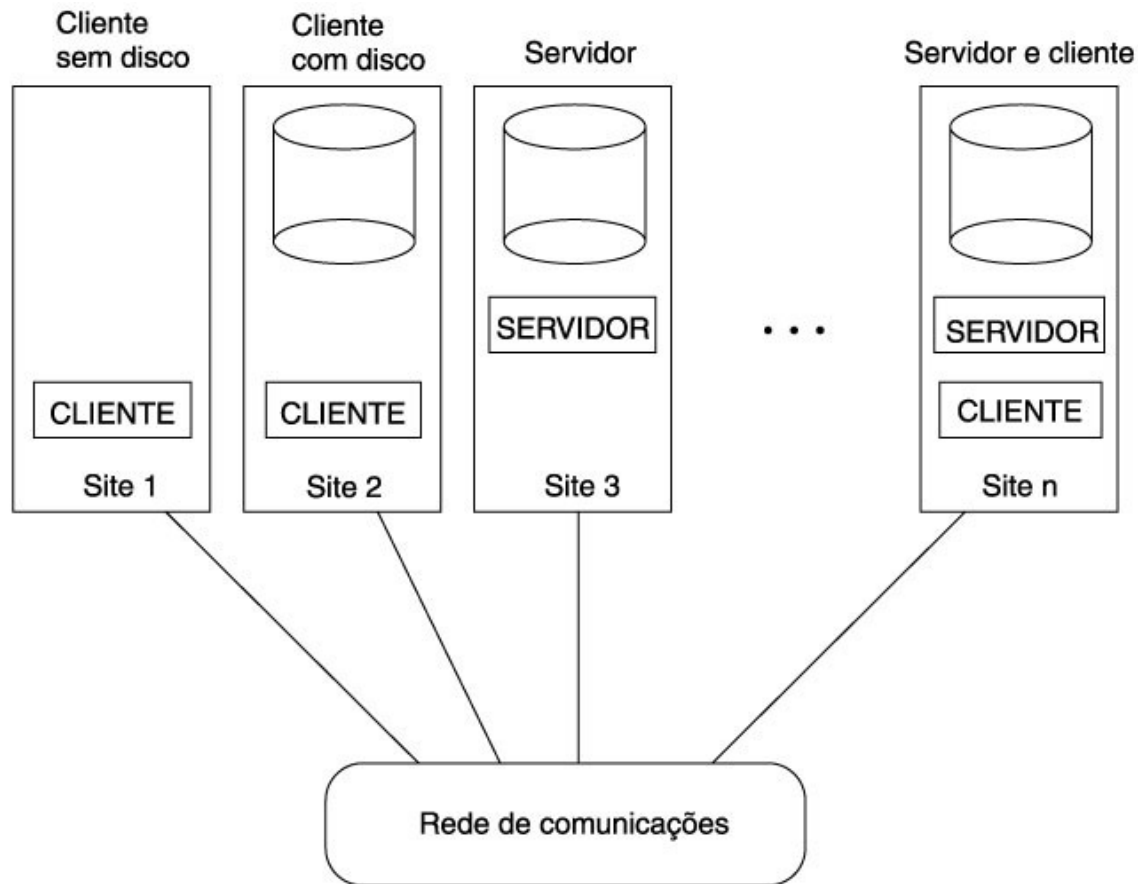 Cliente
sem disco
Cliente
com disco
Servidor
Servidor e cliente
SERVIDOR
SERVIDOR
CLIENTE
CLIENTE
CLIENTE
Site 1
Site 2
Site 3
Site n
Rede de comunicações